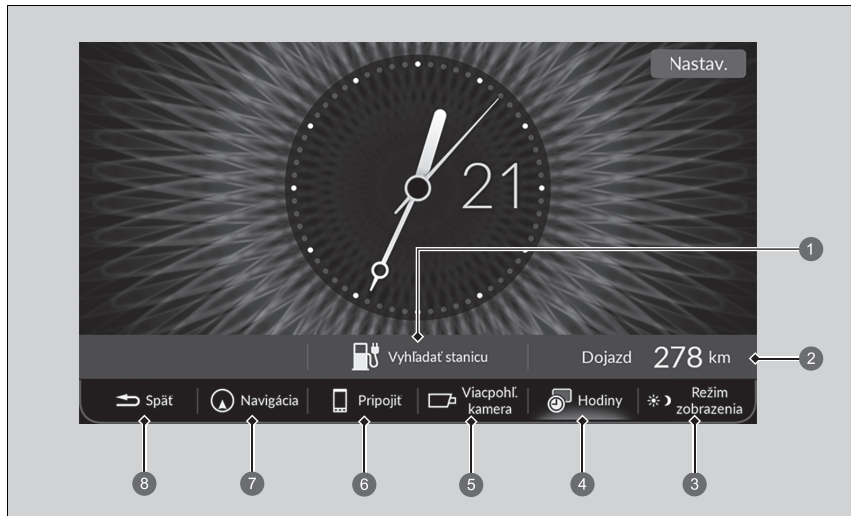 Nastav.
21
1
Vyhľadať stanicu
Dojazd 278 km
2
Späť
Navigácia
Pripojiť
Viacpohľ.
kamera
Hodiny
Režim
zobrazenia
8
7
6
5
4
3